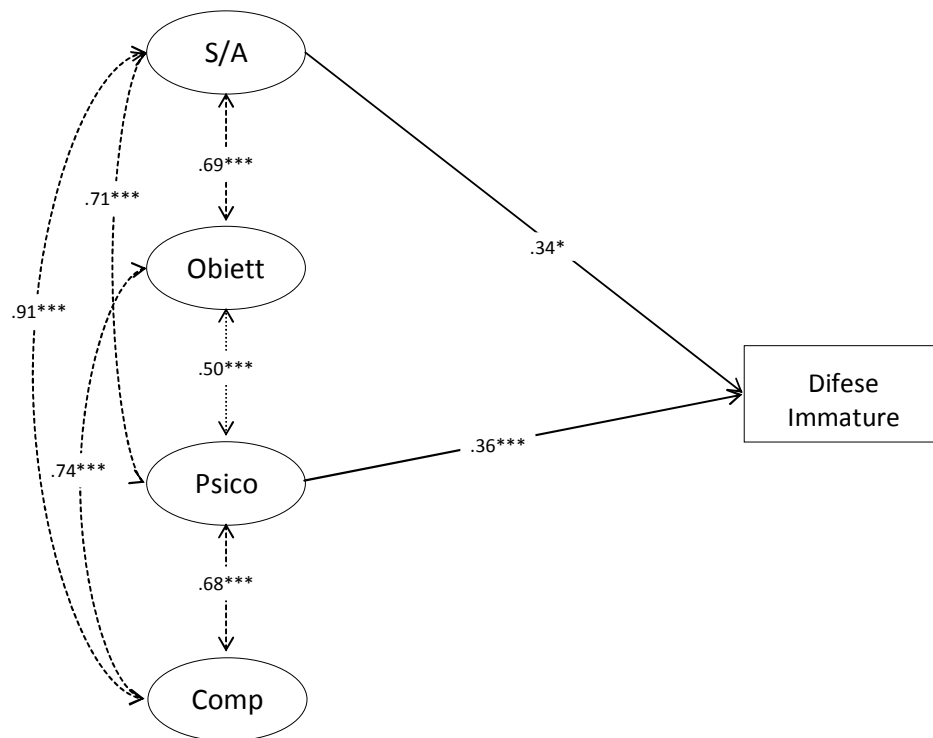 S/A
.69***
.71***
.34*
Obiett
.91***
.50***
Difese
Immature
.36***
.74***
Psico
.68***
Comp